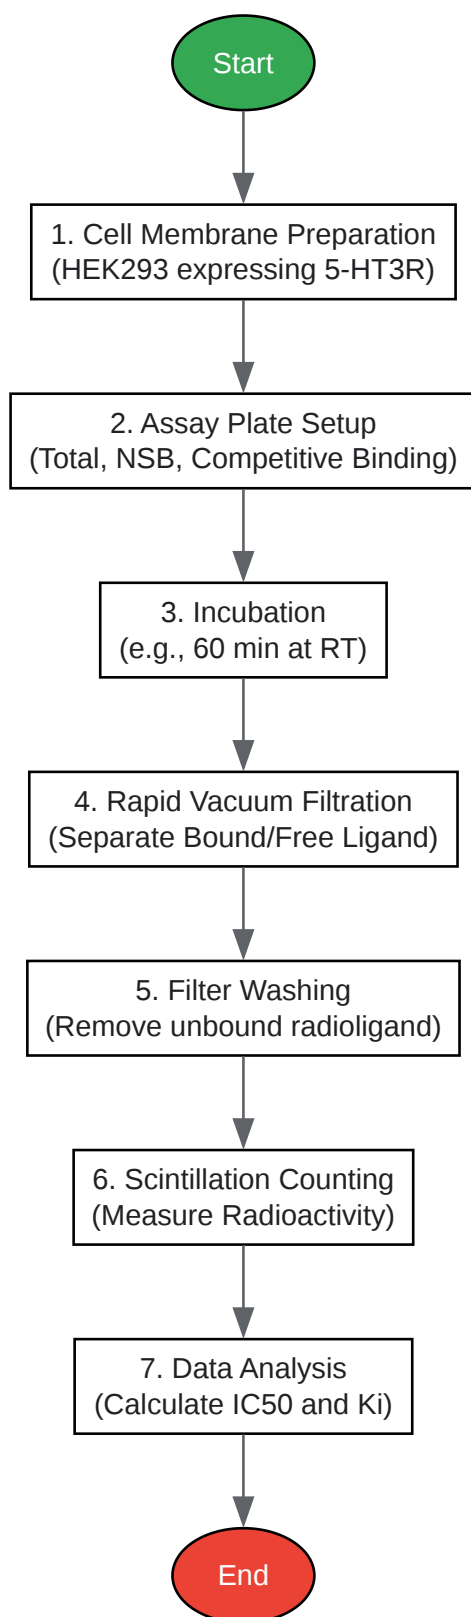 Start
1. Cell Membrane Preparation
(HEK293 expressing 5-HT3R)
2. Assay Plate Setup
(Total, NSB, Competitive Binding)
3. Incubation
(e.g., 60 min at RT)
4. Rapid Vacuum Filtration
(Separate Bound/Free Ligand)
5. Filter Washing
(Remove unbound radioligand)
6. Scintillation Counting
(Measure Radioactivity)
7. Data Analysis
(Calculate IC50 and Ki)
End